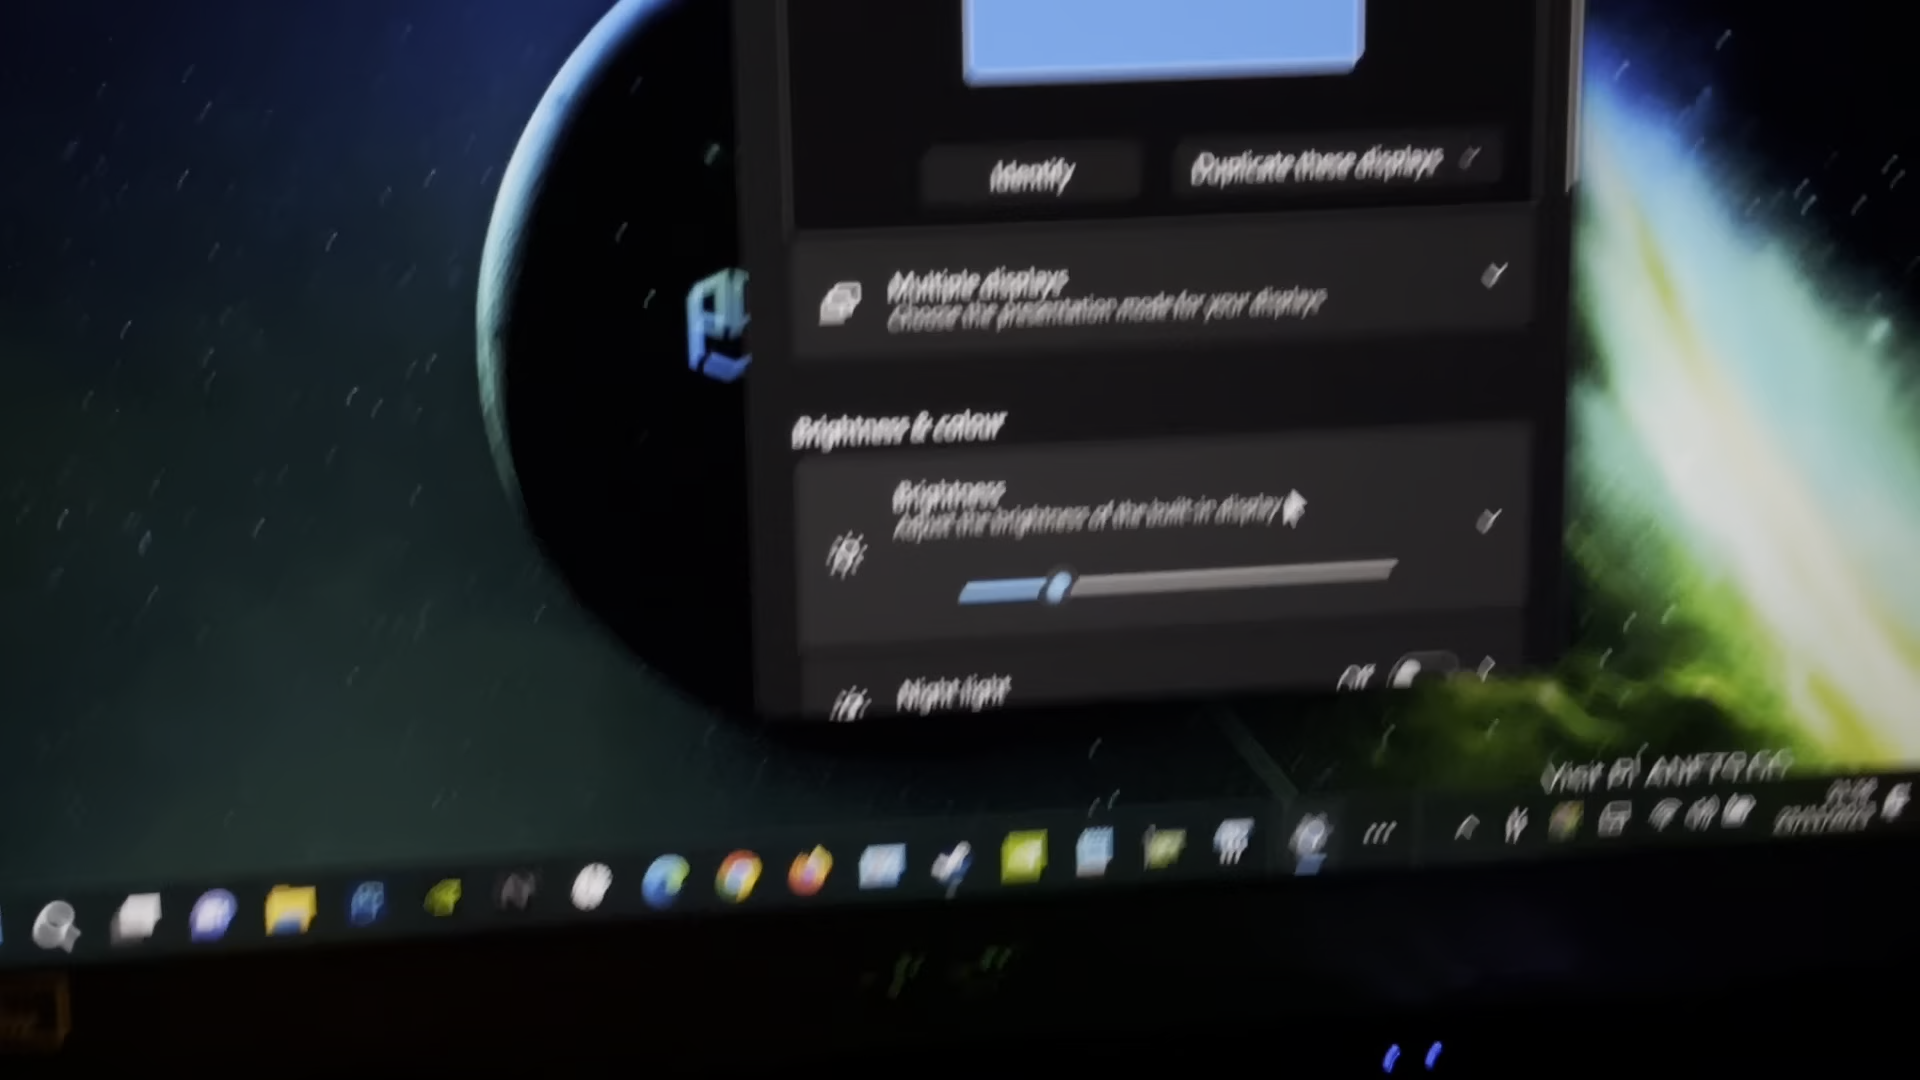 Identify
Duplicate these displays
Multiple displays
Choose the presentation mode for your displays
Brightness & colour
Brightness
Adjust the brightness of the built-in display
Night light
Off
Visit